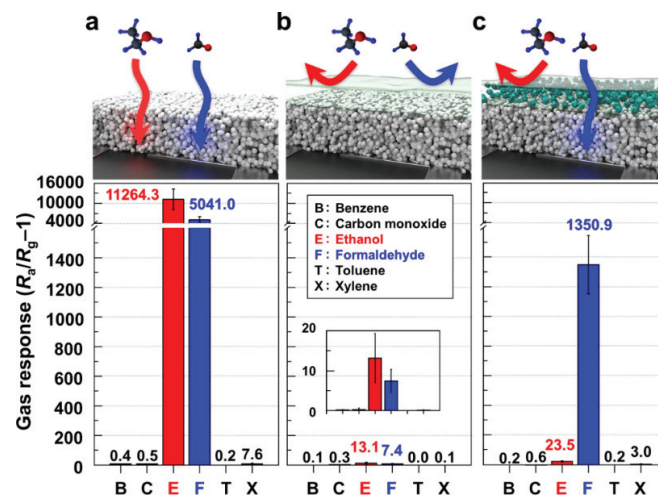 a
b
c
Gas response (Ra/Rg–1)
16000
10000
4000
1400
1200
1000
800
600
400
200
0
11264.3
5041.0
0.4
0.5
0.2
7.6
B C E F T X
B: Benzene
C: Carbon monoxide
E: Ethanol
F: Formaldehyde
T: Toluene
X: Xylene
20
10
0
0.1
0.3
13.1
7.4
0.0
0.1
B C E F T X
1350.9
0.2
0.6
23.5
0.2
3.0
B C E F T X